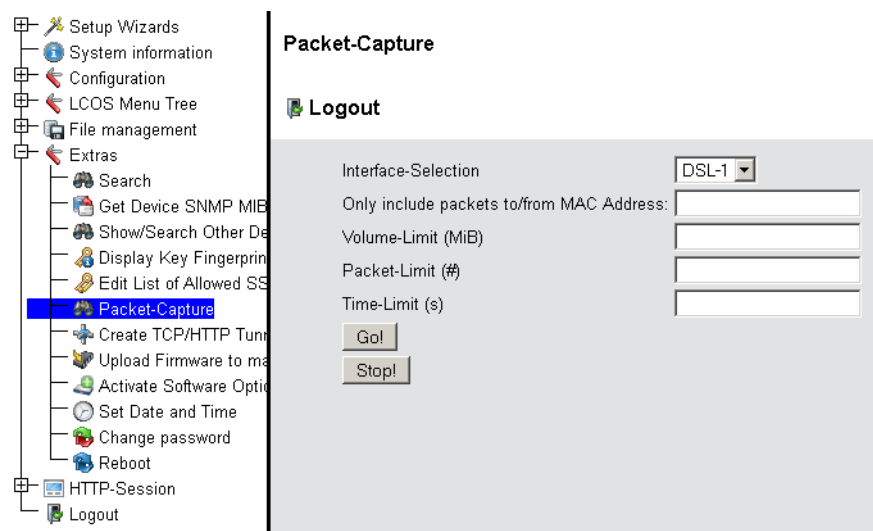 Setup Wizards
System information
Configuration
LCOS Menu Tree
File management
Extras
Search
Get Device SNMP MIB
Show/Search Other De
Display Key Fingerprin
Edit List of Allowed SS
Packet-Capture
Create TCP/HTTP Tunn
Upload Firmware to ma
Activate Software Optio
Set Date and Time
Change password
Reboot
HTTP-Session
Logout
Packet-Capture
Logout
Interface-Selection DSL-1
Only include packets to/from MAC Address:
Volume-Limit (MiB)
Packet-Limit (#)
Time-Limit (s)
Go!
Stop!